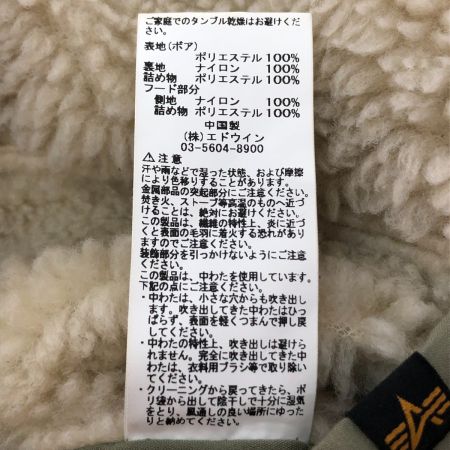 ご家庭でのタンブル乾燥はお避けくだ
さい。
表地(ボア)
ポリエステル 100%
裏地 ナイロン 100%
詰め物 ポリエステル 100%
フード部分
側地 ナイロン 100%
詰め物 ポリエステル 100%
中国製
(株)エドウイン
03-5604-8900
⚠ 注意
汗や雨などで湿った状態、および摩擦
により色移りすることがあります。
金属部品の突起部分にご注意ください。
焚き火、ストーブ等高温のものへ近づ
けることは、絶対にお避けください。
この製品は、繊維の特性上、炎に近づ
くと表面の毛羽に着火する恐れがあり
ますのでご注意ください。
装飾部分を引っかけないようにご注意
ください。
この製品は、中わたを使用しています。
下記の点にご注意ください。
・中わたは、小さな穴からも吹き出し
ます。吹き出してきた中わたはひっ
ぱらず、表面を軽くつまんで押し戻
してください。
・中わたの特性上、吹き出しは避けら
れません。完全に吹き出してきた中
わたは、衣料用ブラシ等で取り除い
てください。
・クリーニングから戻ってきたら、ポ
リ袋から出して陰干しで十分に湿気
をとり、風通しの良い場所にゆった
りと納めてください。